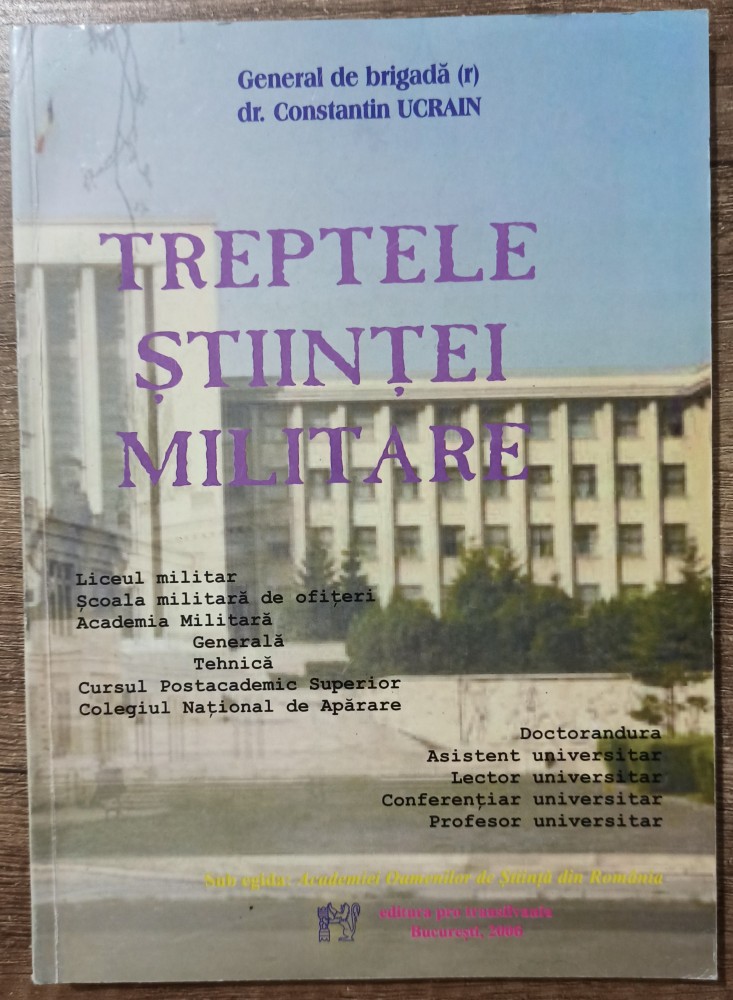 General de brigadă (r)
dr. Constantin UCRAIN
TREPTELE
ȘTIINȚEI
MILITARE
Liceul militar
Școala militară de ofițeri
Academia Militară
Generală
Tehnică
Cursul Postacademic Superior
Colegiul Național de Apărare
Doctorandura
Asistent universitar
Lector universitar
Conferențiar universitar
Profesor universitar
Sub egida: Academiei Oamenilor de Știință din România
editura pro transilvania
București, 2008